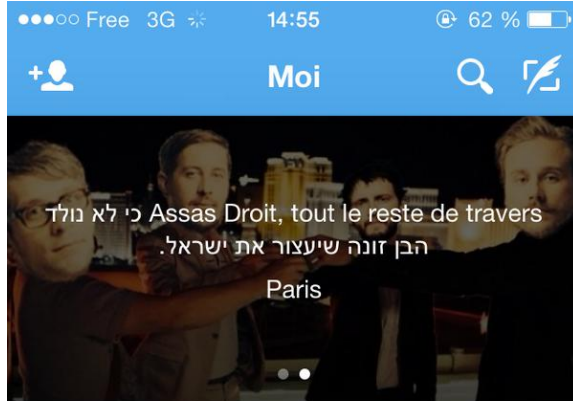 Free 3G 14:55 62 %
Moi
Assas Droit, tout le reste de travers כי לא נולד
הבן זונה שיעצור את ישראל.
Paris